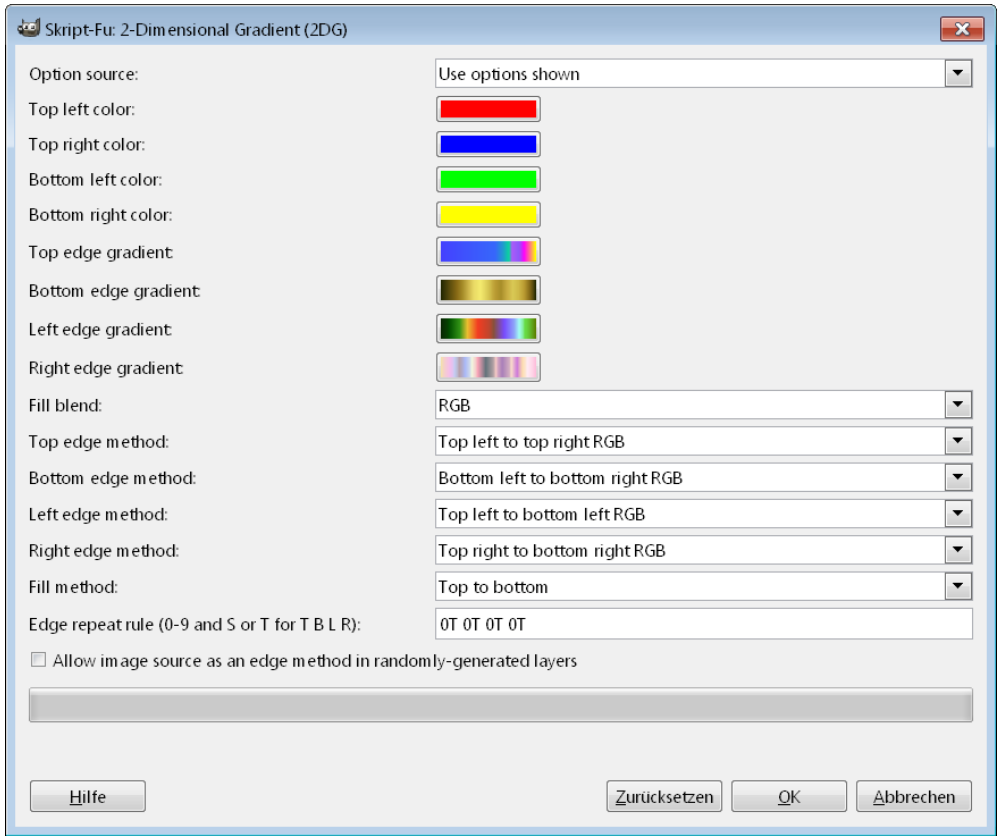 Skript-Fu: 2-Dimensional Gradient (2DG)
Option source: Use options shown
Top left color:
Top right color:
Bottom left color:
Bottom right color:
Top edge gradient:
Bottom edge gradient:
Left edge gradient:
Right edge gradient:
Fill blend: RGB
Top edge method: Top left to top right RGB
Bottom edge method: Bottom left to bottom right RGB
Left edge method: Top left to bottom left RGB
Right edge method: Top right to bottom right RGB
Fill method: Top to bottom
Edge repeat rule (0-9 and S or T for T B L R): 0T 0T 0T 0T
Allow image source as an edge method in randomly-generated layers
Hilfe Zurücksetzen OK Abbrechen